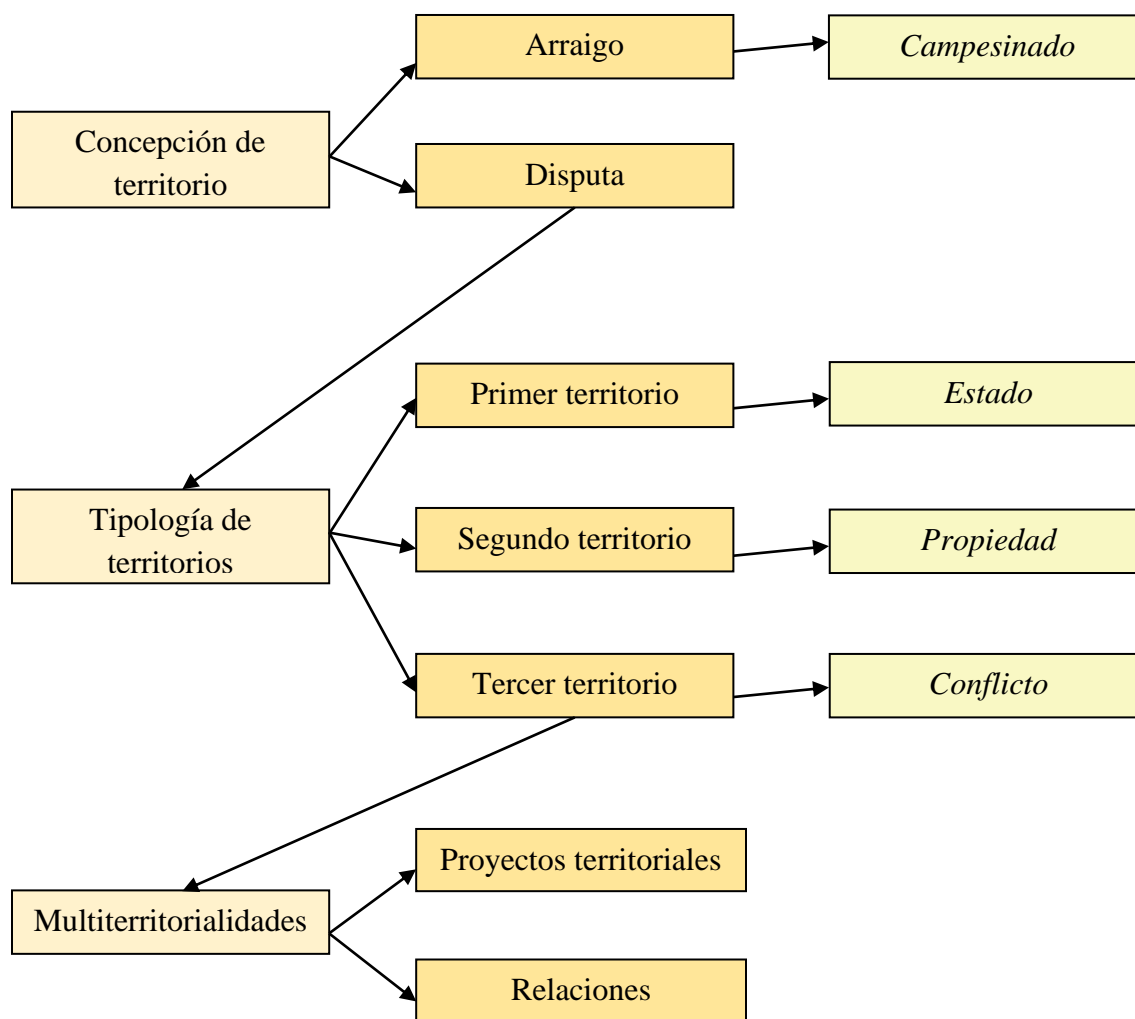 Arraigo
Campesinado
Concepción de
territorio
Disputa
Primer territorio
Estado
Tipología de
territorios
Segundo territorio
Propiedad
Tercer territorio
Conflicto
Proyectos territoriales
Multiterritorialidades
Relaciones